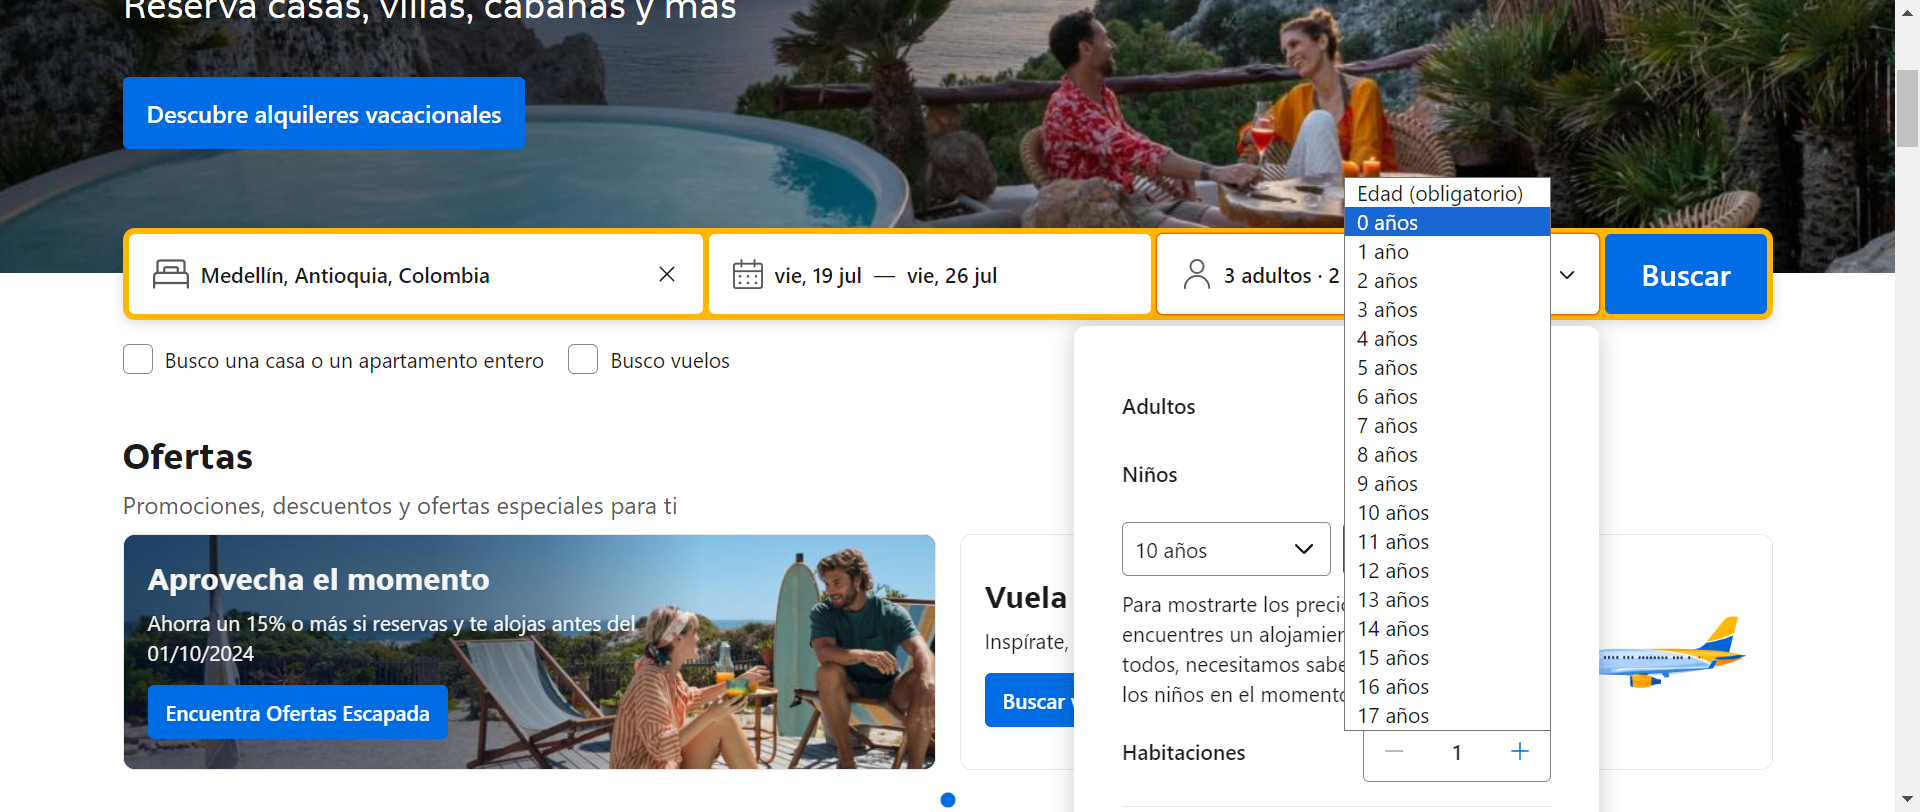 Reserva casas, villas, cabañas y más
Descubre alquileres vacacionales
Medellín, Antioquia, Colombia
vie, 19 jul — vie, 26 jul
3 adultos · 2
Buscar
Edad (obligatorio)
0 años
1 año
2 años
3 años
4 años
5 años
6 años
7 años
8 años
9 años
10 años
11 años
12 años
13 años
14 años
15 años
16 años
17 años
Busco una casa o un apartamento entero
Busco vuelos
Adultos
Niños
10 años
Para mostrarte los preci
encuentres un alojamie
todos, necesitamos sabe
los niños en el momento
Habitaciones
1
Ofertas
Promociones, descuentos y ofertas especiales para ti
Aprovecha el momento
Ahorra un 15% o más si reservas y te alojas antes del
01/10/2024
Encuentra Ofertas Escapada
Vuela
Inspírate,
Buscar